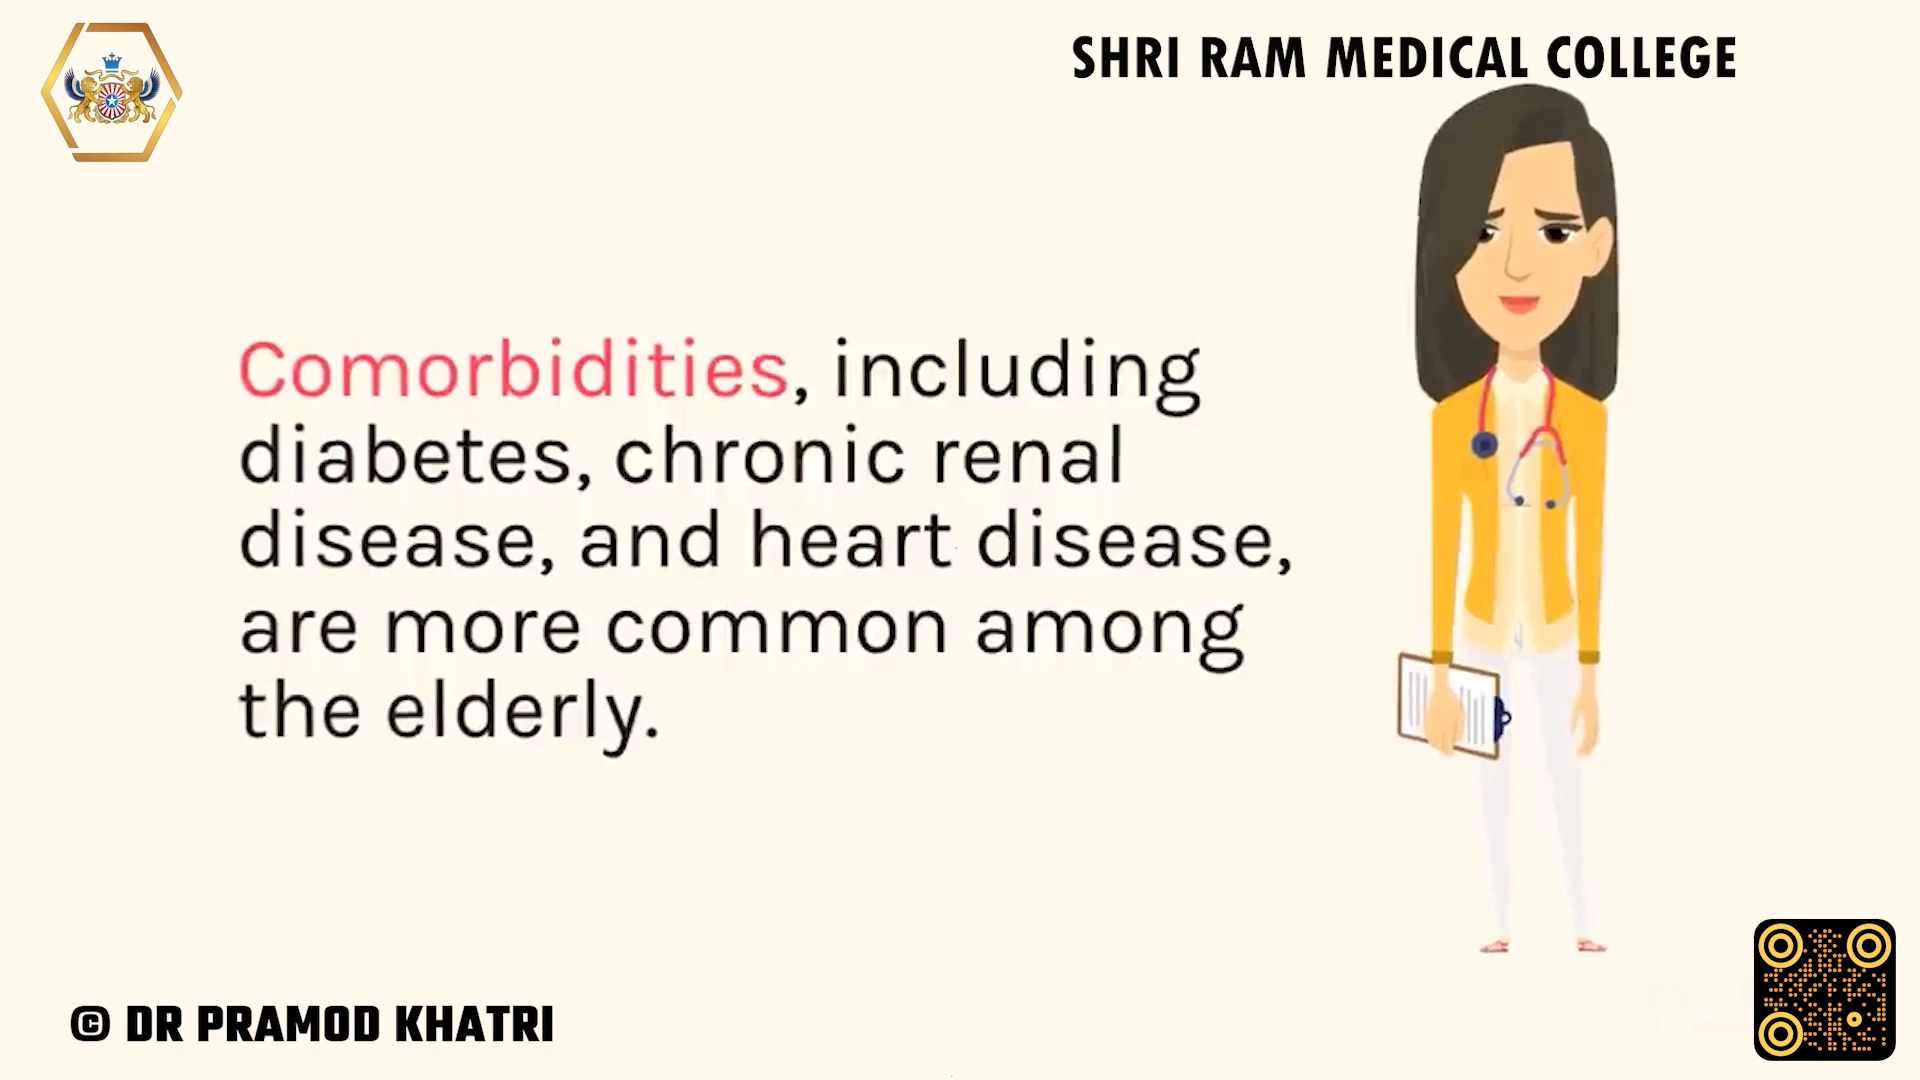 SHRI RAM MEDICAL COLLEGE
Comorbidities, including
diabetes, chronic renal
disease, and heart disease,
are more common among
the elderly.
© DR PRAMOD KHATRI